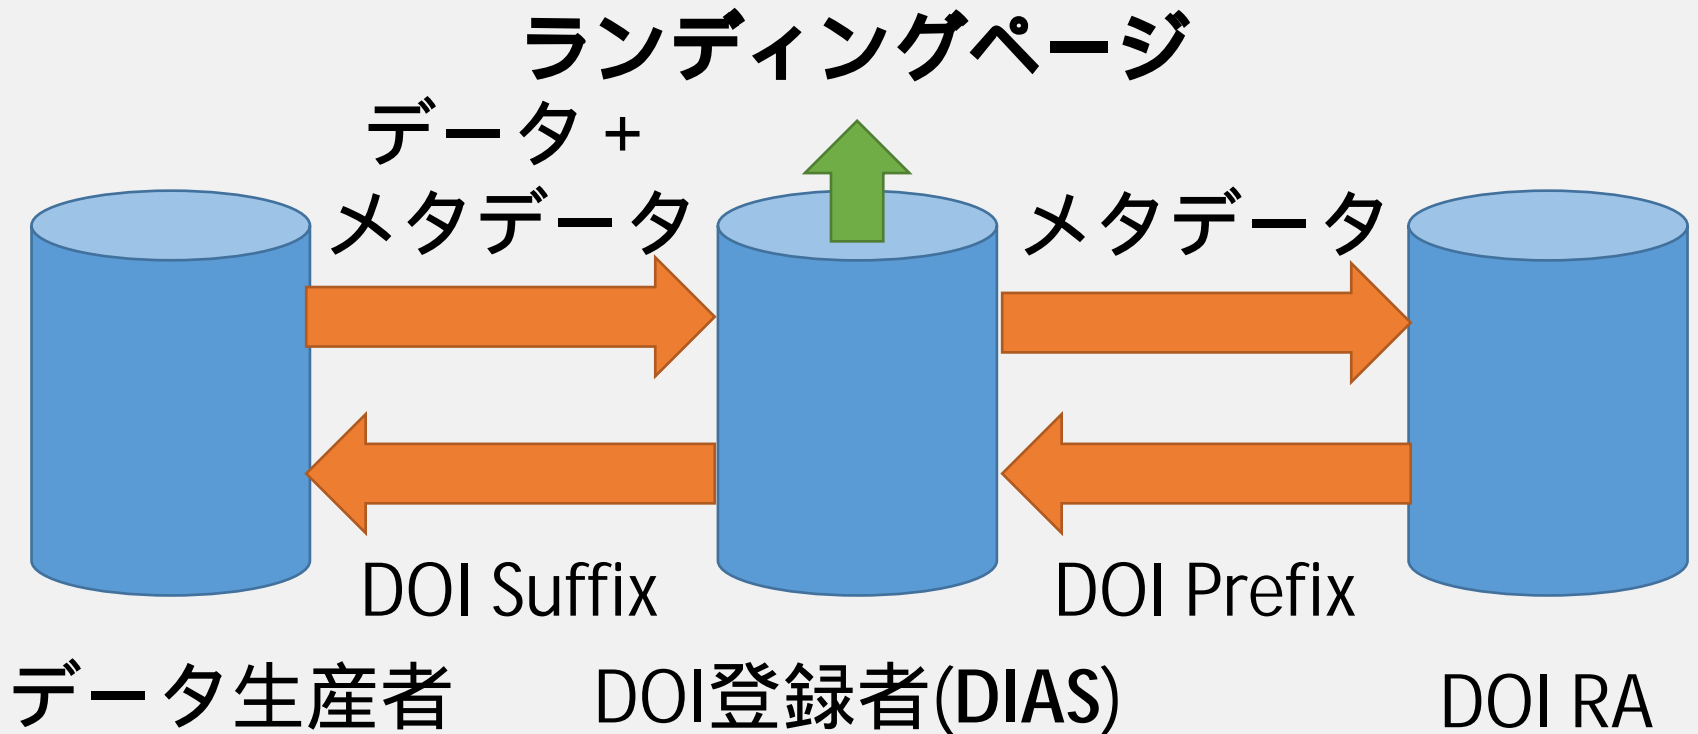 ランディングページ
データ +
メタデータ
メタデータ
DOI Suffix
DOI Prefix
データ生産者
DOI登録者(DIAS)
DOI RA